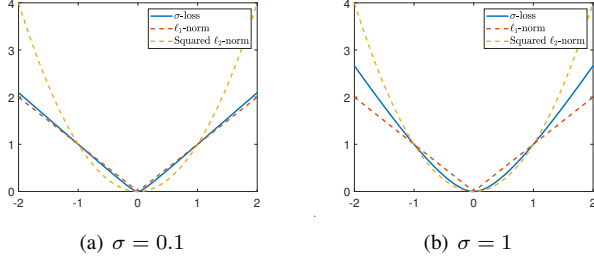 4
3
2
1
0
-2 -1 0 1 2
σ-loss
ℓ₁-norm
Squared ℓ₂-norm
(a) σ = 0.1
4
3
2
1
0
-2 -1 0 1 2
σ-loss
ℓ₁-norm
Squared ℓ₂-norm
(b) σ = 1